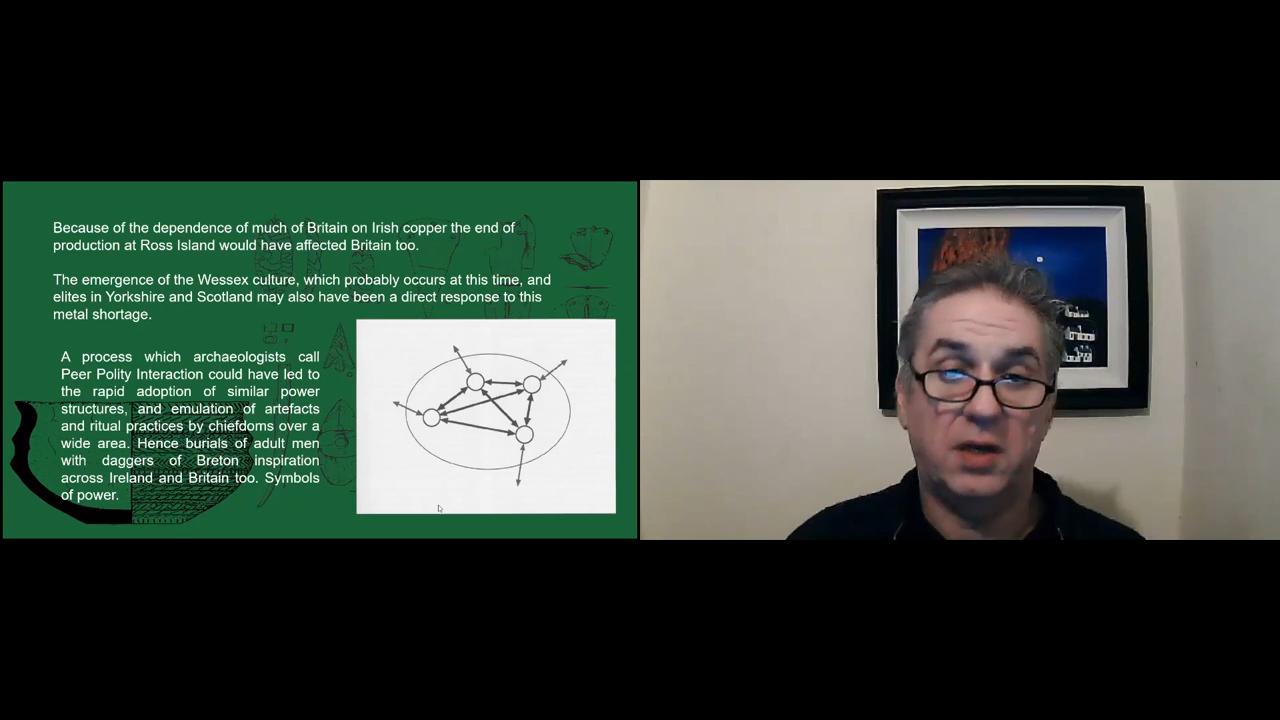 Because of the dependence of much of Britain on Irish copper the end of
production at Ross Island would have affected Britain too.
The emergence of the Wessex culture, which probably occurs at this time, and
elites in Yorkshire and Scotland may also have been a direct response to this
metal shortage.
A process which archaeologists call
Peer Polity Interaction could have led to
the rapid adoption of similar power
structures, and emulation of artefacts
and ritual practices by chiefdoms over a
wide area. Hence burials of adult men
with daggers of Breton inspiration
across Ireland and Britain too. Symbols
of power.